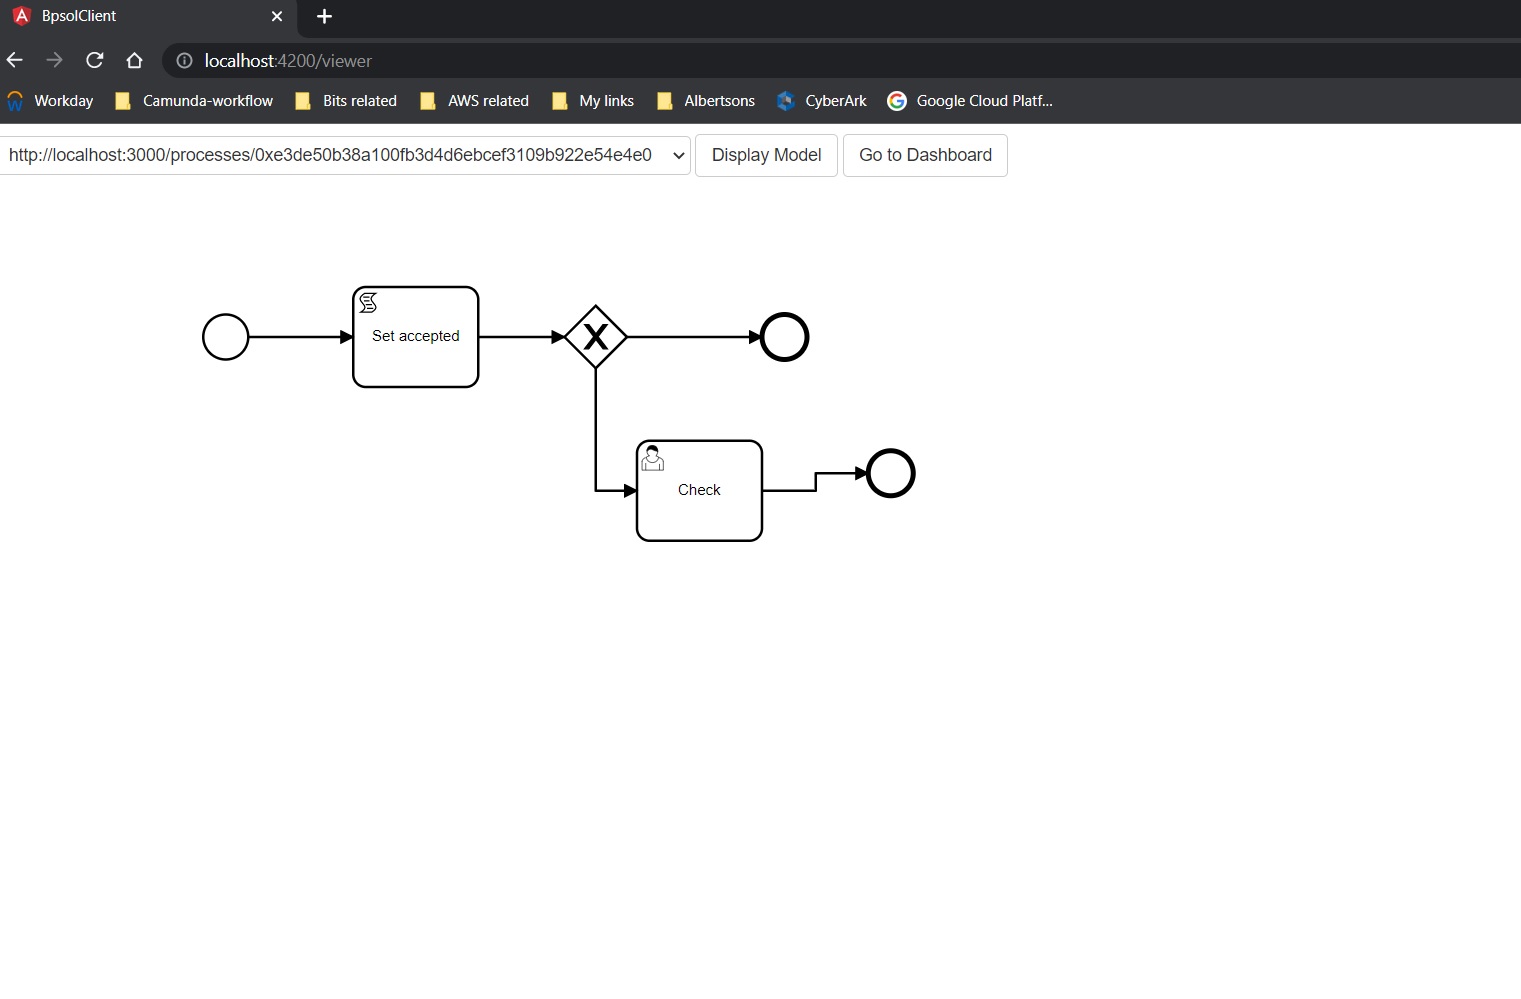 BpsolClient
localhost:4200/viewer
Workday Camunda-workflow Bits related AWS related My links Albertsons CyberArk Google Cloud Platf...
http://localhost:3000/processes/0xe3de50b38a100fb3d4d6ebcef3109b922e54e4e0 Display Model Go to Dashboard
Set accepted
Check